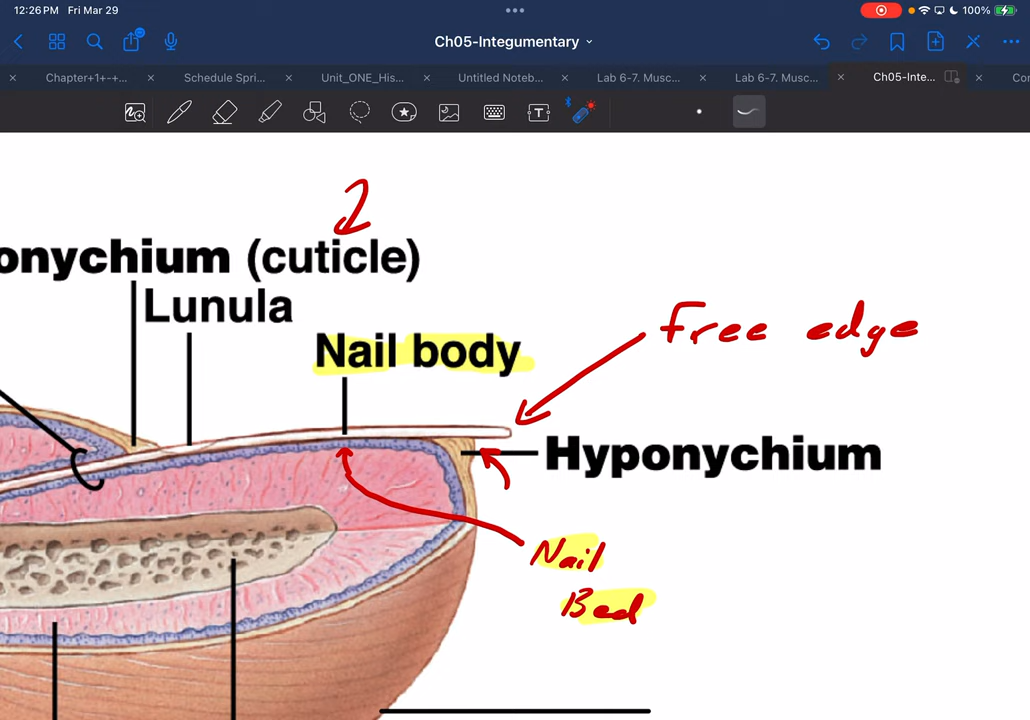 12:26 PM Fri Mar 29
100%
Ch05-Integumentary
Chapter+1+-+...
Schedule Spri...
Unit_ONE_His...
Untitled Noteb...
Lab 6-7. Musc...
Lab 6-7. Musc...
Ch05-Inte...
Cor
T
2
onychium (cuticle)
Lunula
Free edge
Nail body
Hyponychium
Nail
Bed